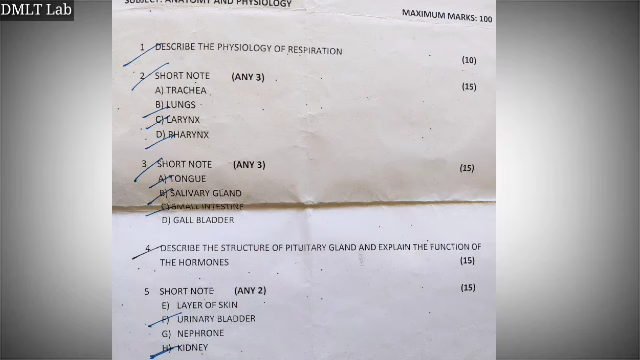 DMLT Lab
SUBJECT: ANATOMY AND PHYSIOLOGY
MAXIMUM MARKS: 100
1 DESCRIBE THE PHYSIOLOGY OF RESPIRATION (10)
2 SHORT NOTE (ANY 3) (15)
A) TRACHEA
B) LUNGS
C) LARYNX
D) PHARYNX
3 SHORT NOTE (ANY 3) (15)
A) TONGUE
B) SALIVARY GLAND
C) SMALL INTESTINE
D) GALL BLADDER
4 DESCRIBE THE STRUCTURE OF PITUITARY GLAND AND EXPLAIN THE FUNCTION OF
THE HORMONES (15)
5 SHORT NOTE (ANY 2) (15)
E) LAYER OF SKIN
F) URINARY BLADDER
G) NEPHRONE
H) KIDNEY